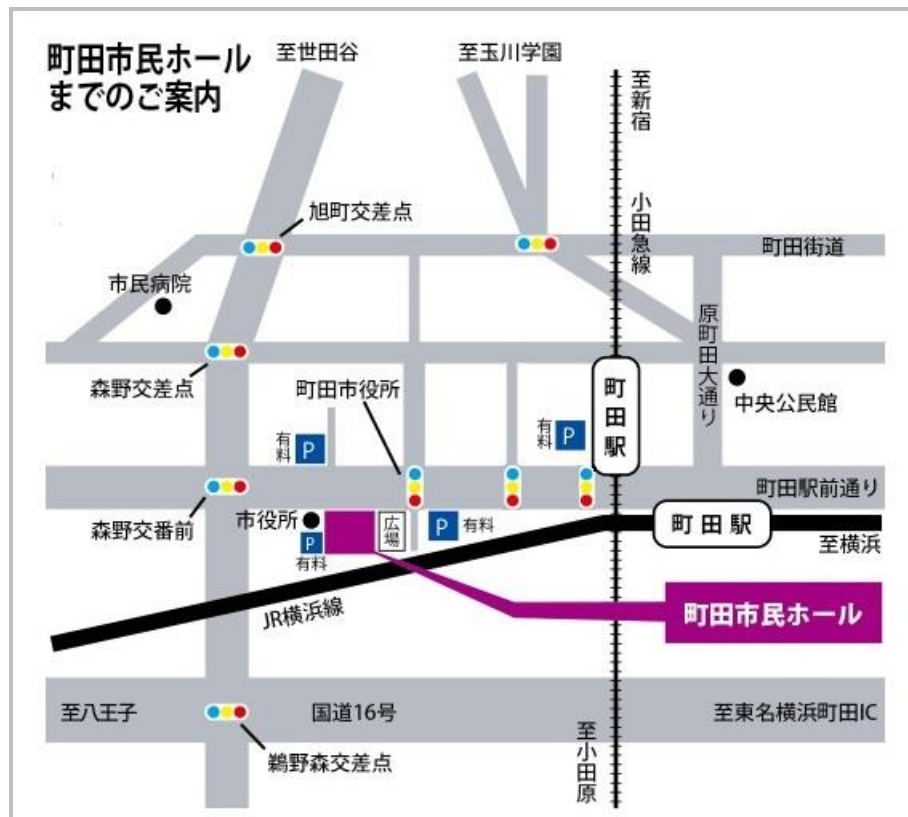 町田市民ホール
までのご案内
至世田谷
至玉川学園
至新宿
小田急線
旭町交差点
町田街道
市民病院
原町田大通り
森野交差点
町田市役所
町田駅
中央公民館
有料
P
有料
P
町田駅前通り
森野交番前
市役所
P
有料
広場
P
有料
町田駅
至横浜
JR横浜線
町田市民ホール
至八王子
国道16号
至東名横浜町田IC
鵜野森交差点
至小田原